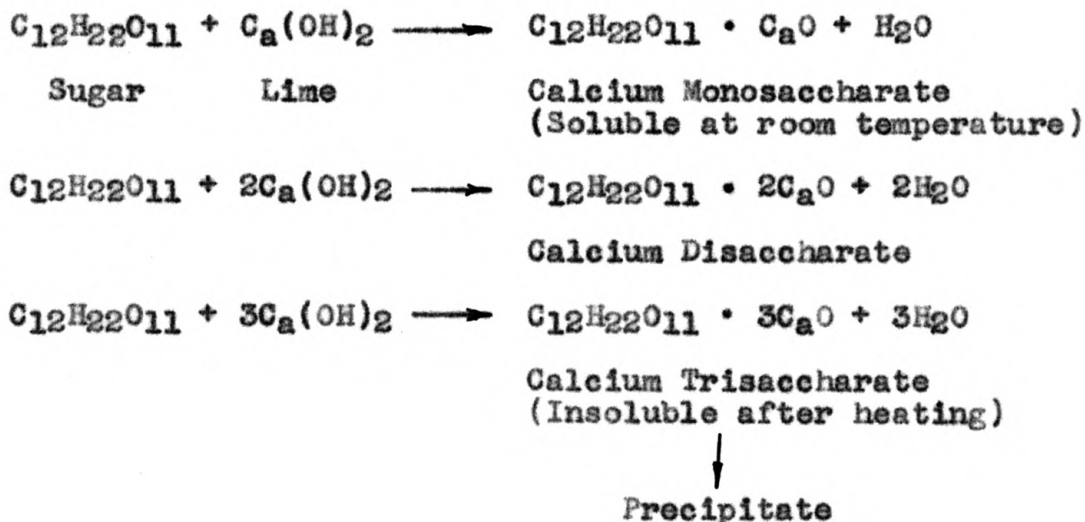 C12H22O11 + Ca(OH)2 ⟶ C12H22O11 · CaO + H2O
Sugar Lime Calcium Monosaccharate
(Soluble at room temperature)
C12H22O11 + 2Ca(OH)2 ⟶ C12H22O11 · 2CaO + 2H2O
Calcium Disaccharate
C12H22O11 + 3Ca(OH)2 ⟶ C12H22O11 · 3CaO + 3H2O
Calcium Trisaccharate
(Insoluble after heating)
↓
Precipitate